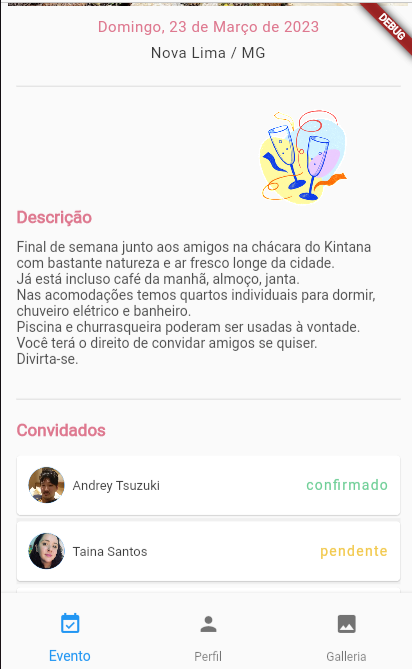 Domingo, 23 de Março de 2023
DEBUG
Nova Lima / MG
Descrição
Final de semana junto aos amigos na chácara do Kintana
com bastante natureza e ar fresco longe da cidade.
Já está incluso café da manhã, almoço, janta.
Nas acomodações temos quartos individuais para dormir,
chuveiro elétrico e banheiro.
Piscina e churrasqueira poderam ser usadas à vontade.
Você terá o direito de convidar amigos se quiser.
Divirta-se.
Convidados
Andrey Tsuzuki
confirmado
Taina Santos
pendente
Evento
Perfil
Galleria